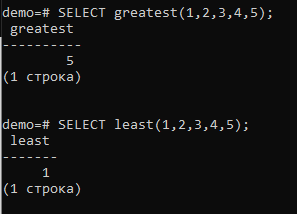 demo=# SELECT greatest(1,2,3,4,5);
 greatest
----------
        5
(1 строка)
demo=# SELECT least(1,2,3,4,5);
 least
-------
     1
(1 строка)